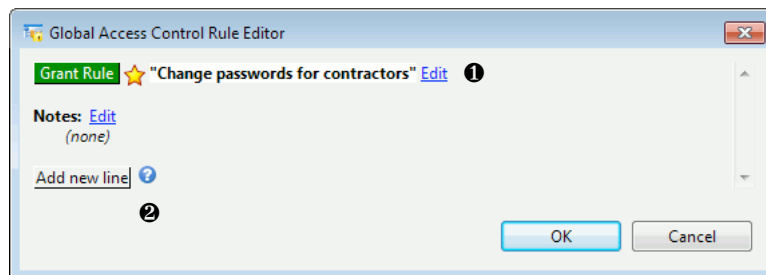 Global Access Control Rule Editor
Grant Rule "Change passwords for contractors" Edit ❶
Notes: Edit
(none)
Add new line ?
❷
OK Cancel